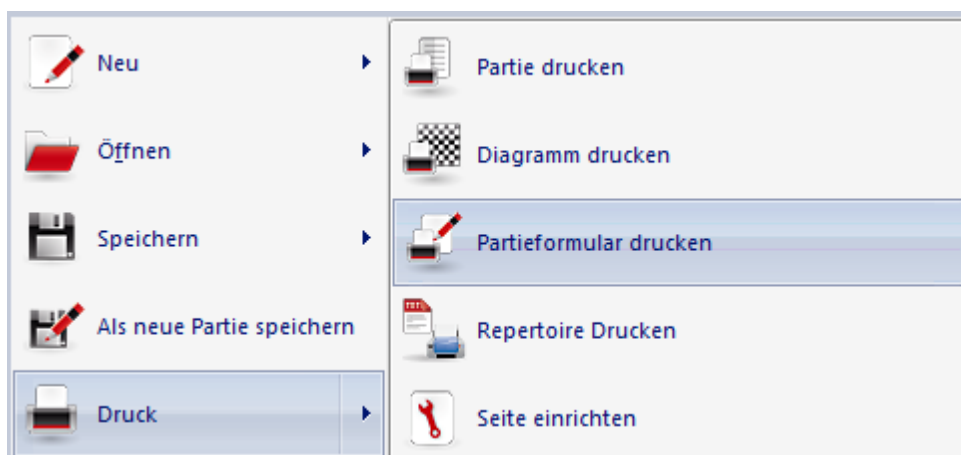 Neu
Öffnen
Speichern
Als neue Partie speichern
Druck
Partie drucken
Diagramm drucken
Partieformular drucken
Repertoire Drucken
Seite einrichten